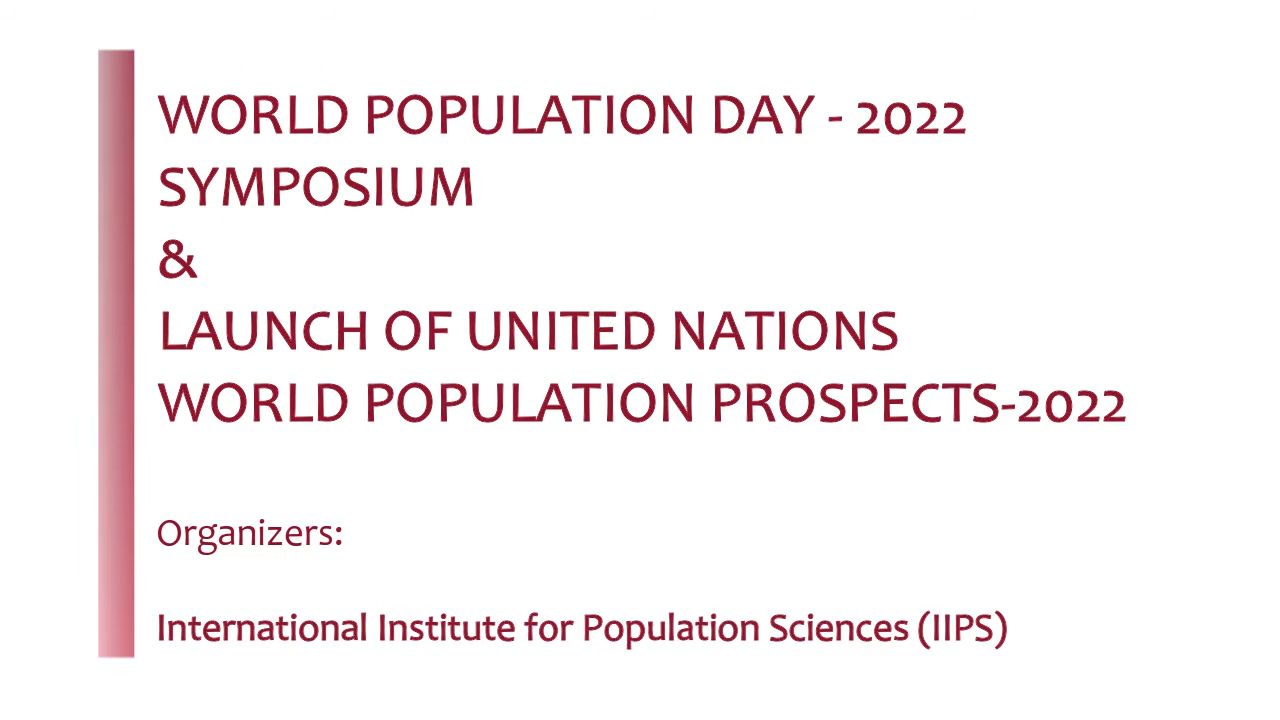 WORLD POPULATION DAY - 2022
SYMPOSIUM
&
LAUNCH OF UNITED NATIONS
WORLD POPULATION PROSPECTS-2022
Organizers:
International Institute for Population Sciences (IIPS)